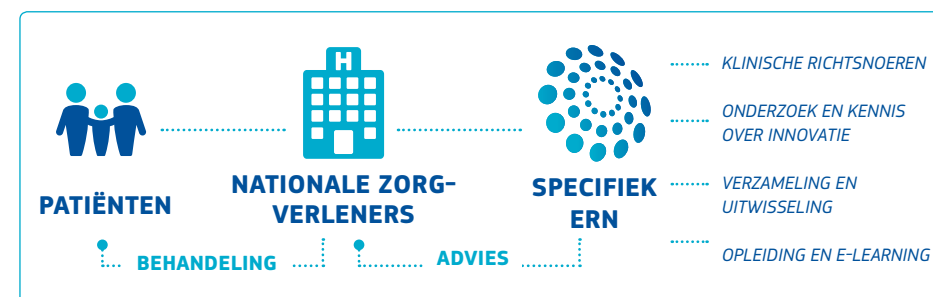 H
PATIËNTEN
NATIONALE ZORG-
VERLENERS
SPECIFIEK
ERN
BEHANDELING
ADVIES
KLINISCHE RICHTSNOEREN
ONDERZOEK EN KENNIS
OVER INNOVATIE
VERZAMELING EN
UITWISSELING
OPLEIDING EN E-LEARNING